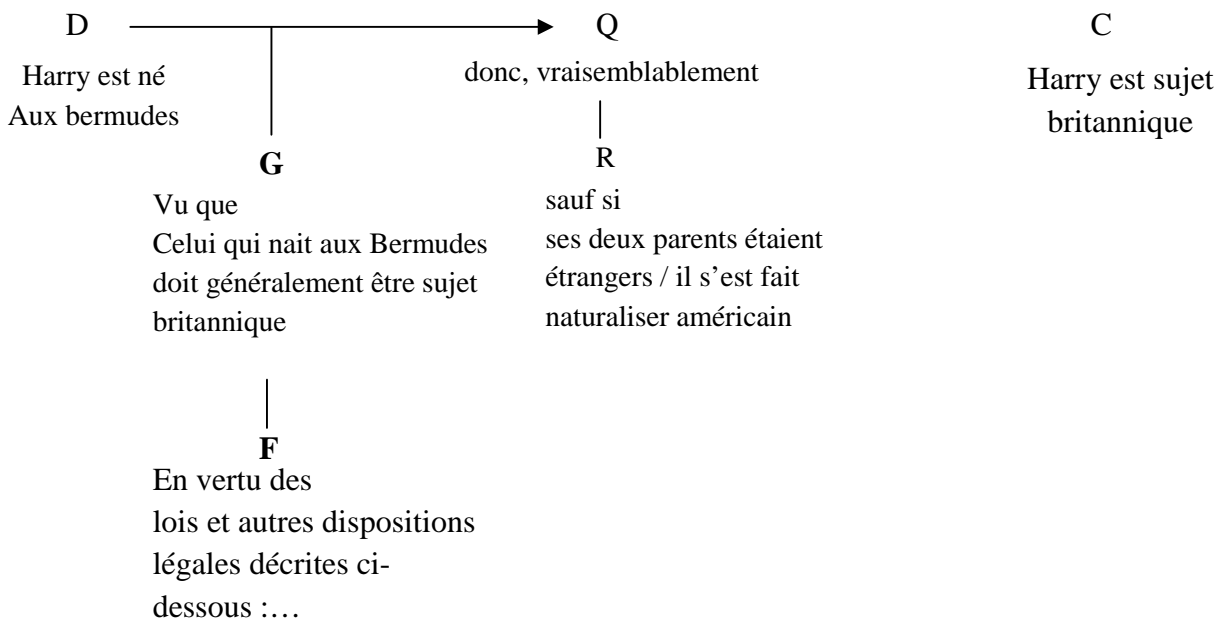 D
Q
C
Harry est né
Aux bermudes
donc, vraisemblablement
Harry est sujet
britannique
G
R
Vu que
Celui qui nait aux Bermudes
doit généralement être sujet
britannique
sauf si
ses deux parents étaient
étrangers / il s’est fait
naturaliser américain
F
En vertu des
lois et autres dispositions
légales décrites ci-
dessous :…